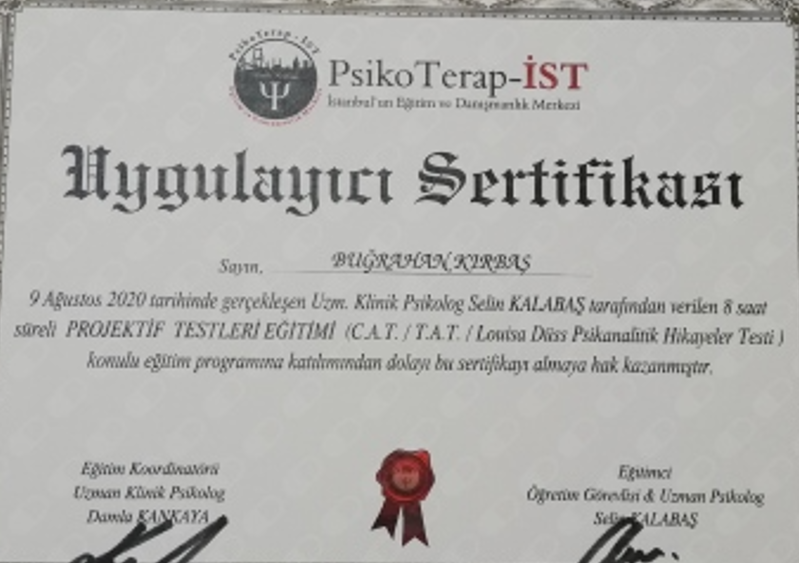 PsikoTerap-İST
PsikoTerap-İST
İstanbul'un Eğitim ve Danışmanlık Merkezi
Uygulayıcı Sertifikası
Sayın, BUĞRAHAN KIRBAŞ
9 Ağustos 2020 tarihinde gerçekleşen Uzm. Klinik Psikolog Selin KALABAŞ tarafından verilen 8 saat
süreli PROJEKTİF TESTLERİ EĞİTİMİ (C.A.T. / T.A.T. / Louisa Düss Psikanalitik Hikayeler Testi )
konulu eğitim programına katılımından dolayı bu sertifikayı almaya hak kazanmıştır.
Eğitim Koordinatörü
Uzman Klinik Psikolog
Damla KANKAYA
Eğitimci
Öğretim Görevlisi & Uzman Psikolog
Selin KALABAŞ